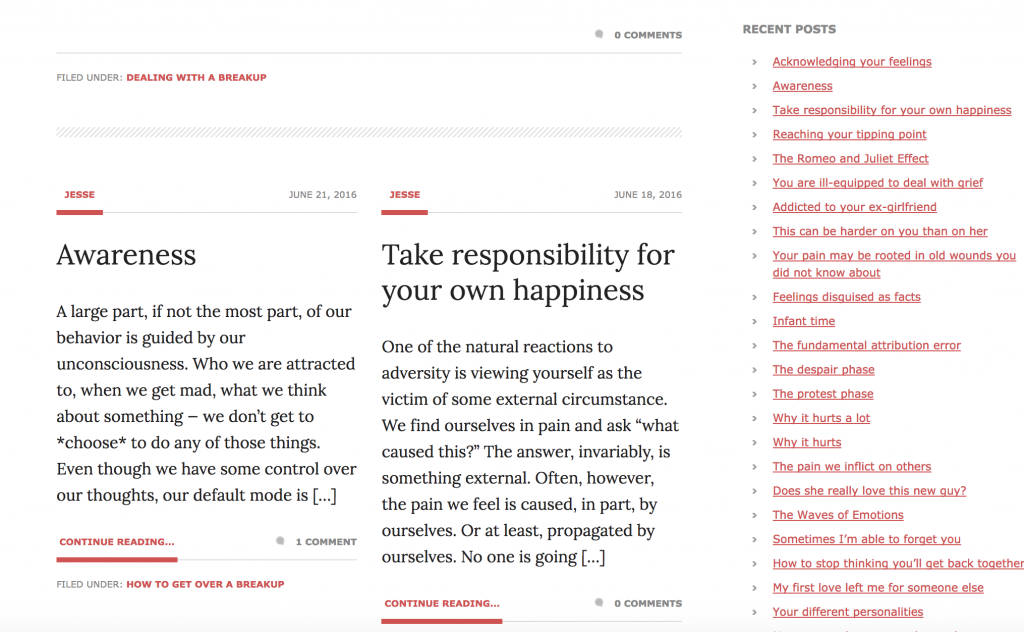 0 COMMENTS
FILED UNDER: DEALING WITH A BREAKUP
JESSE
JUNE 21, 2016
Awareness
A large part, if not the most part, of our
behavior is guided by our
unconsciousness. Who we are attracted
to, when we get mad, what we think
about something – we don’t get to
*choose* to do any of those things.
Even though we have some control over
our thoughts, our default mode is [...]
CONTINUE READING...
1 COMMENT
FILED UNDER: HOW TO GET OVER A BREAKUP
JESSE
JUNE 18, 2016
Take responsibility for
your own happiness
One of the natural reactions to
adversity is viewing yourself as the
victim of some external circumstance.
We find ourselves in pain and ask “what
caused this?” The answer, invariably, is
something external. Often, however,
the pain we feel is caused, in part, by
ourselves. Or at least, propagated by
ourselves. No one is going [...]
CONTINUE READING...
0 COMMENTS
RECENT POSTS
Acknowledging your feelings
Awareness
Take responsibility for your own happiness
Reaching your tipping point
The Romeo and Juliet Effect
You are ill-equipped to deal with grief
Addicted to your ex-girlfriend
This can be harder on you than on her
Your pain may be rooted in old wounds you
did not know about
Feelings disguised as facts
Infant time
The fundamental attribution error
The despair phase
The protest phase
Why it hurts a lot
Why it hurts
The pain we inflict on others
Does she really love this new guy?
The Waves of Emotions
Sometimes I’m able to forget you
How to stop thinking you’ll get back together
My first love left me for someone else
Your different personalities